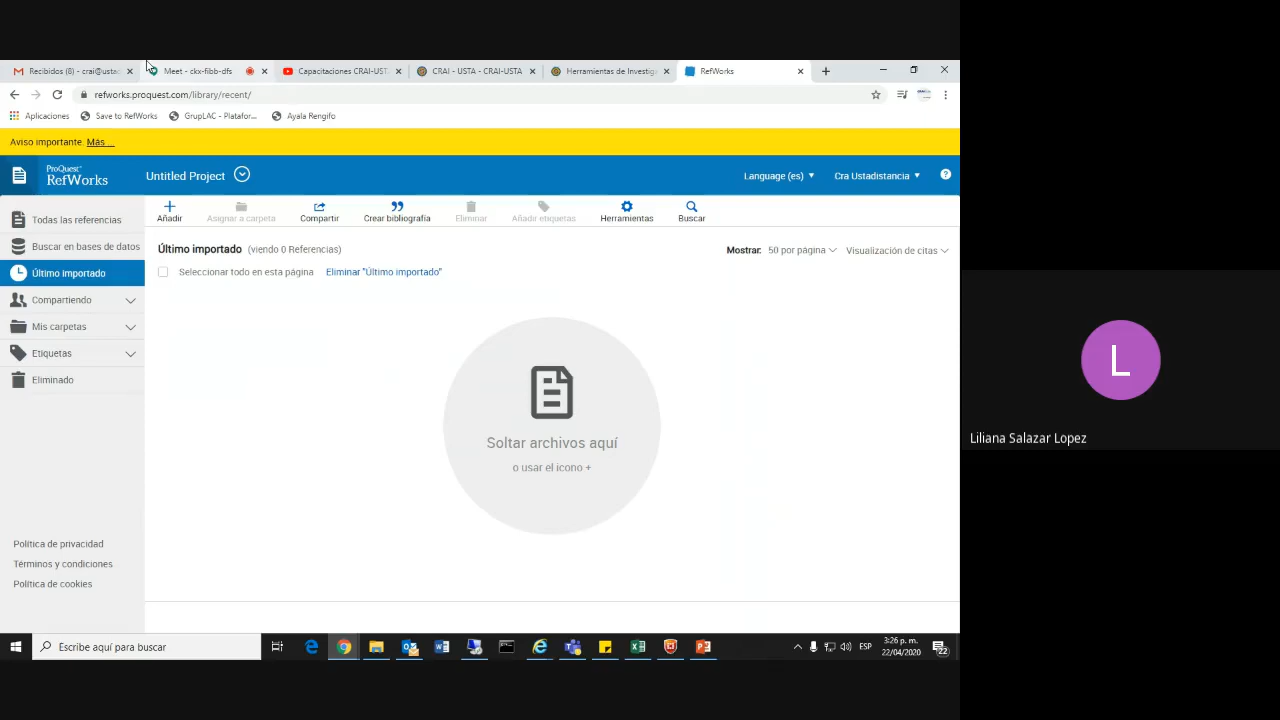 Recibidos (8) - crai@usta
Meet - ckx-fibb-dfs
Capacitaciones CRAI-UST
CRAI - USTA - CRAI-USTA
Herramientas de Investig
RefWorks
refworks.proquest.com/library/recent/
Aplicaciones
Save to RefWorks
GrupLAC - Platafor...
Ayala Rengifo
Aviso importante. Más
ProQuest
RefWorks
Untitled Project
Language (es)
Cra Ustadistancia
Todas las referencias
Buscar en bases de datos
Último importado
Compartiendo
Mis carpetas
Etiquetas
Eliminado
Añadir
Asignar a carpeta
Compartir
Crear bibliografía
Eliminar
Añadir etiquetas
Herramientas
Buscar
Último importado (viendo 0 Referencias)
Mostrar: 50 por página
Visualización de citas
Seleccionar todo en esta página
Eliminar "Último importado"
Soltar archivos aquí
o usar el icono +
Política de privacidad
Términos y condiciones
Política de cookies
L
Liliana Salazar Lopez
Escribe aquí para buscar
ESP
3:26 p. m.
22/04/2020
22